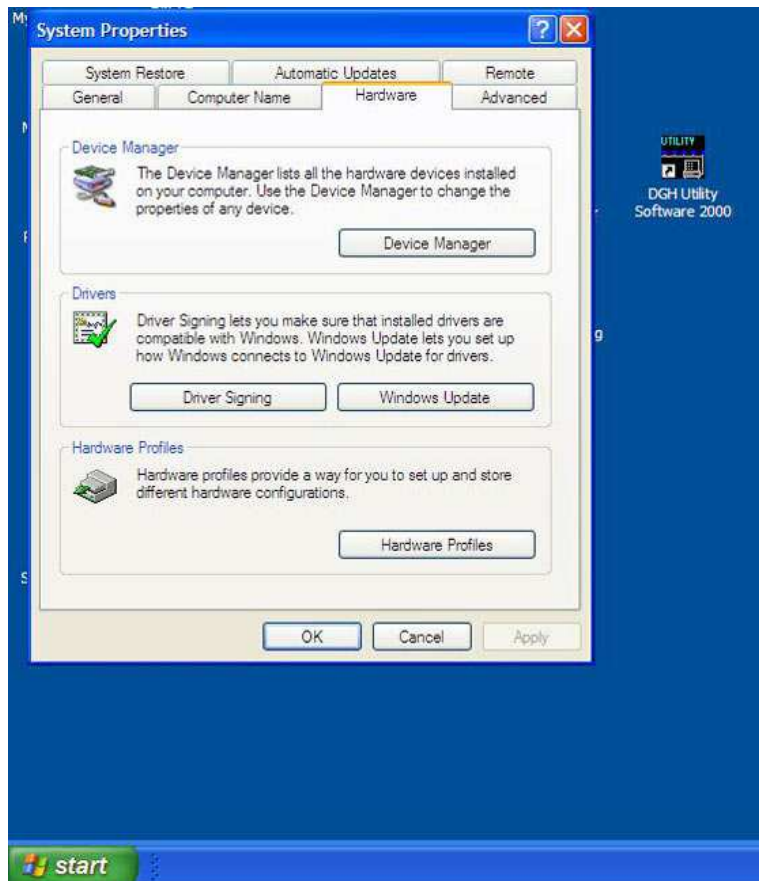 My
System Properties
System Restore
Automatic Updates
Remote
General
Computer Name
Hardware
Advanced
Device Manager
The Device Manager lists all the hardware devices installed
on your computer. Use the Device Manager to change the
properties of any device.
Device Manager
Drivers
Driver Signing lets you make sure that installed drivers are
compatible with Windows. Windows Update lets you set up
how Windows connects to Windows Update for drivers.
Driver Signing
Windows Update
Hardware Profiles
Hardware profiles provide a way for you to set up and store
different hardware configurations.
Hardware Profiles
OK
Cancel
Apply
UTILITY
DGH Utility
Software 2000
g
start